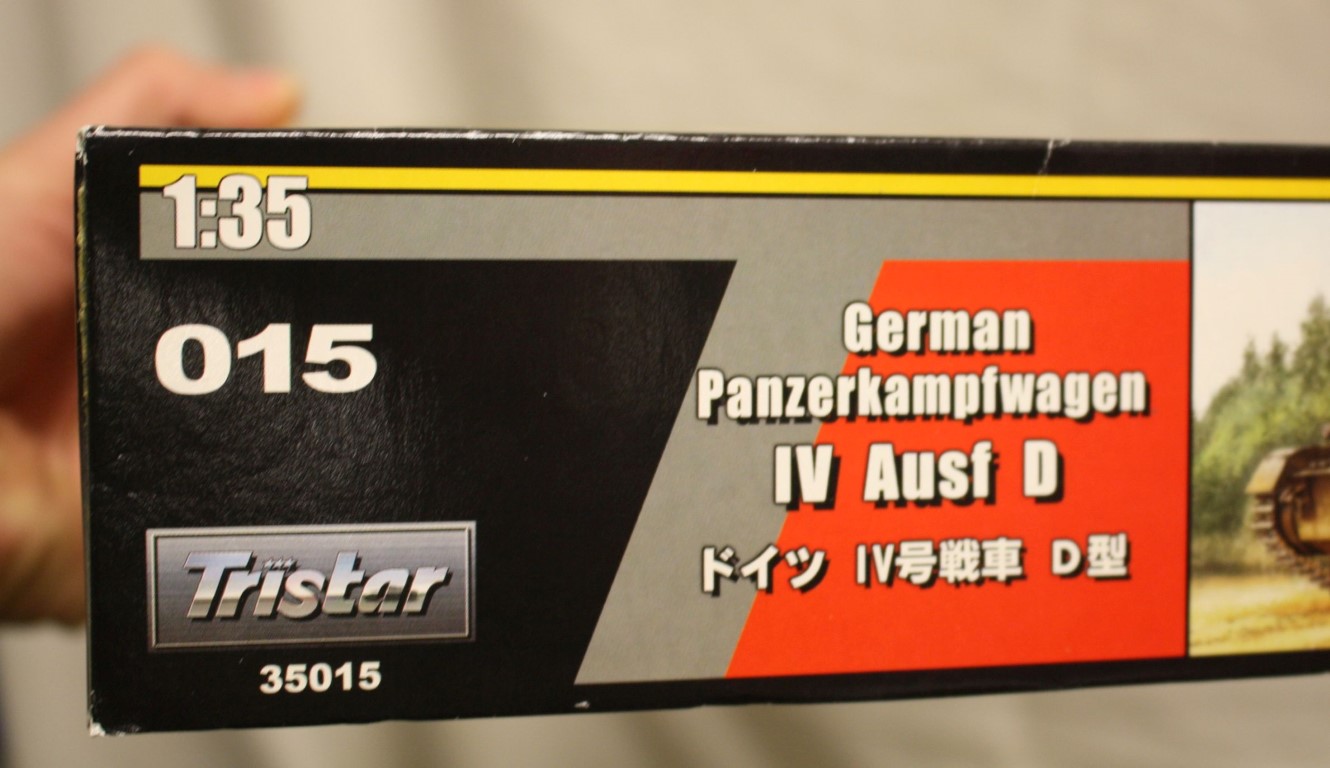 1:35
015
German
Panzerkampfwagen
IV Ausf D
ドイツ IV号戦車 D型
Tristar
35015